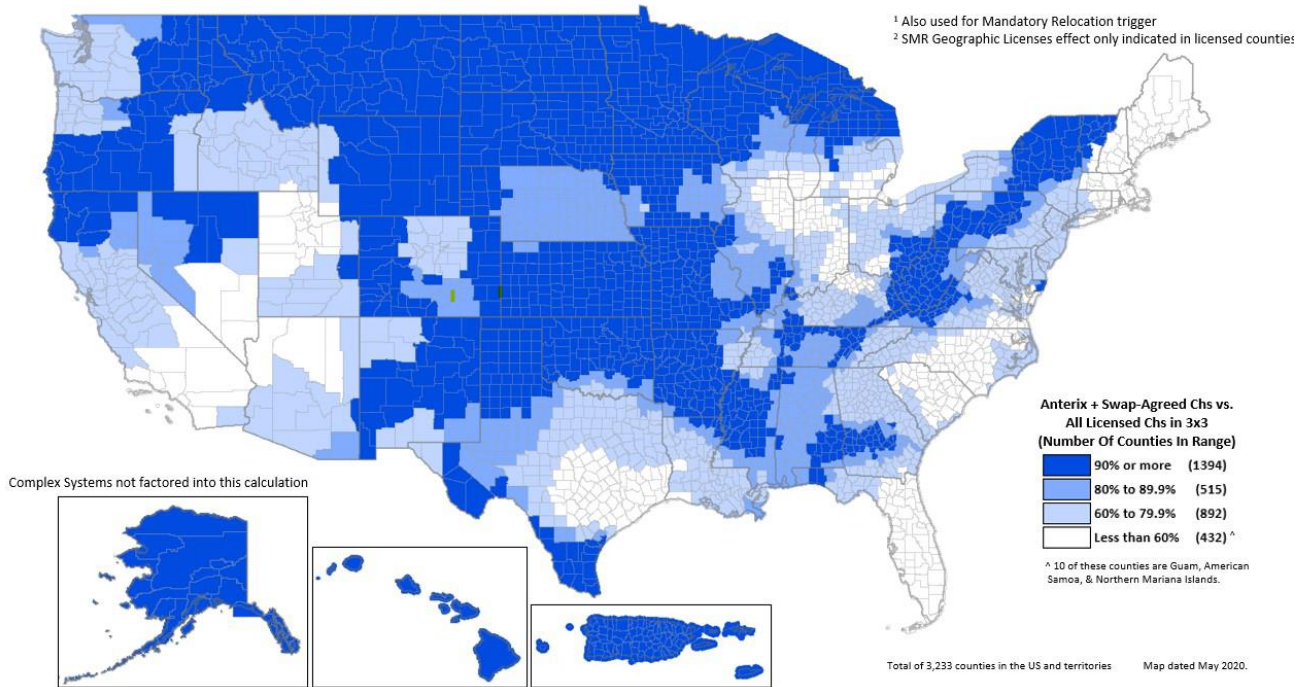 ¹ Also used for Mandatory Relocation trigger
² SMR Geographic Licenses effect only indicated in licensed counties
Anterix + Swap-Agreed Chs vs.
All Licensed Chs in 3x3
(Number Of Counties In Range)
90% or more (1394)
80% to 89.9% (515)
60% to 79.9% (892)
Less than 60% (432) ^
^ 10 of these counties are Guam, American
Samoa, & Northern Mariana Islands.
Complex Systems not factored into this calculation
Total of 3,233 counties in the US and territories Map dated May 2020.